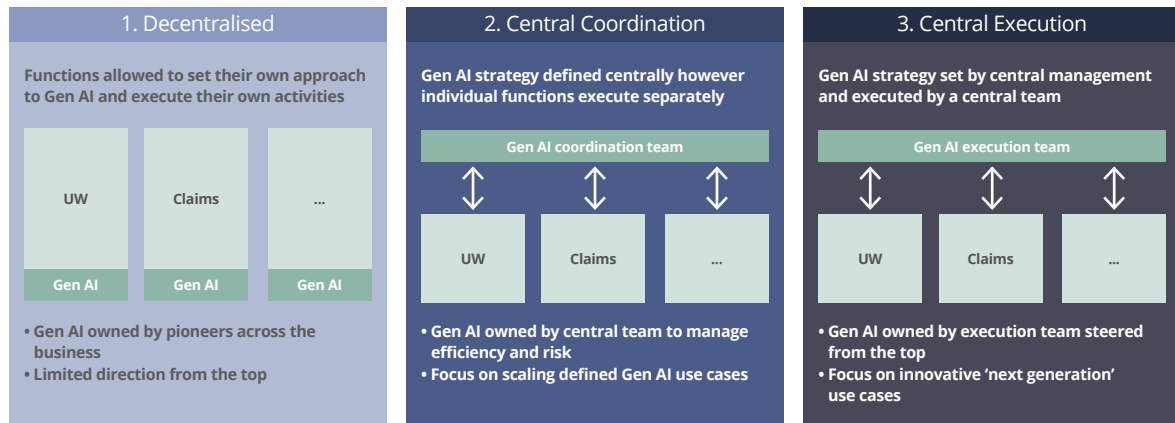 1. Decentralised
Functions allowed to set their own approach
to Gen AI and execute their own activities
UW
Claims
...
Gen AI
Gen AI
Gen AI
• Gen AI owned by pioneers across the
business
• Limited direction from the top
2. Central Coordination
Gen AI strategy defined centrally however
individual functions execute separately
Gen AI coordination team
UW
Claims
...
• Gen AI owned by central team to manage
efficiency and risk
• Focus on scaling defined Gen AI use cases
3. Central Execution
Gen AI strategy set by central management
and executed by a central team
Gen AI execution team
UW
Claims
...
• Gen AI owned by execution team steered
from the top
• Focus on innovative ‘next generation’
use cases